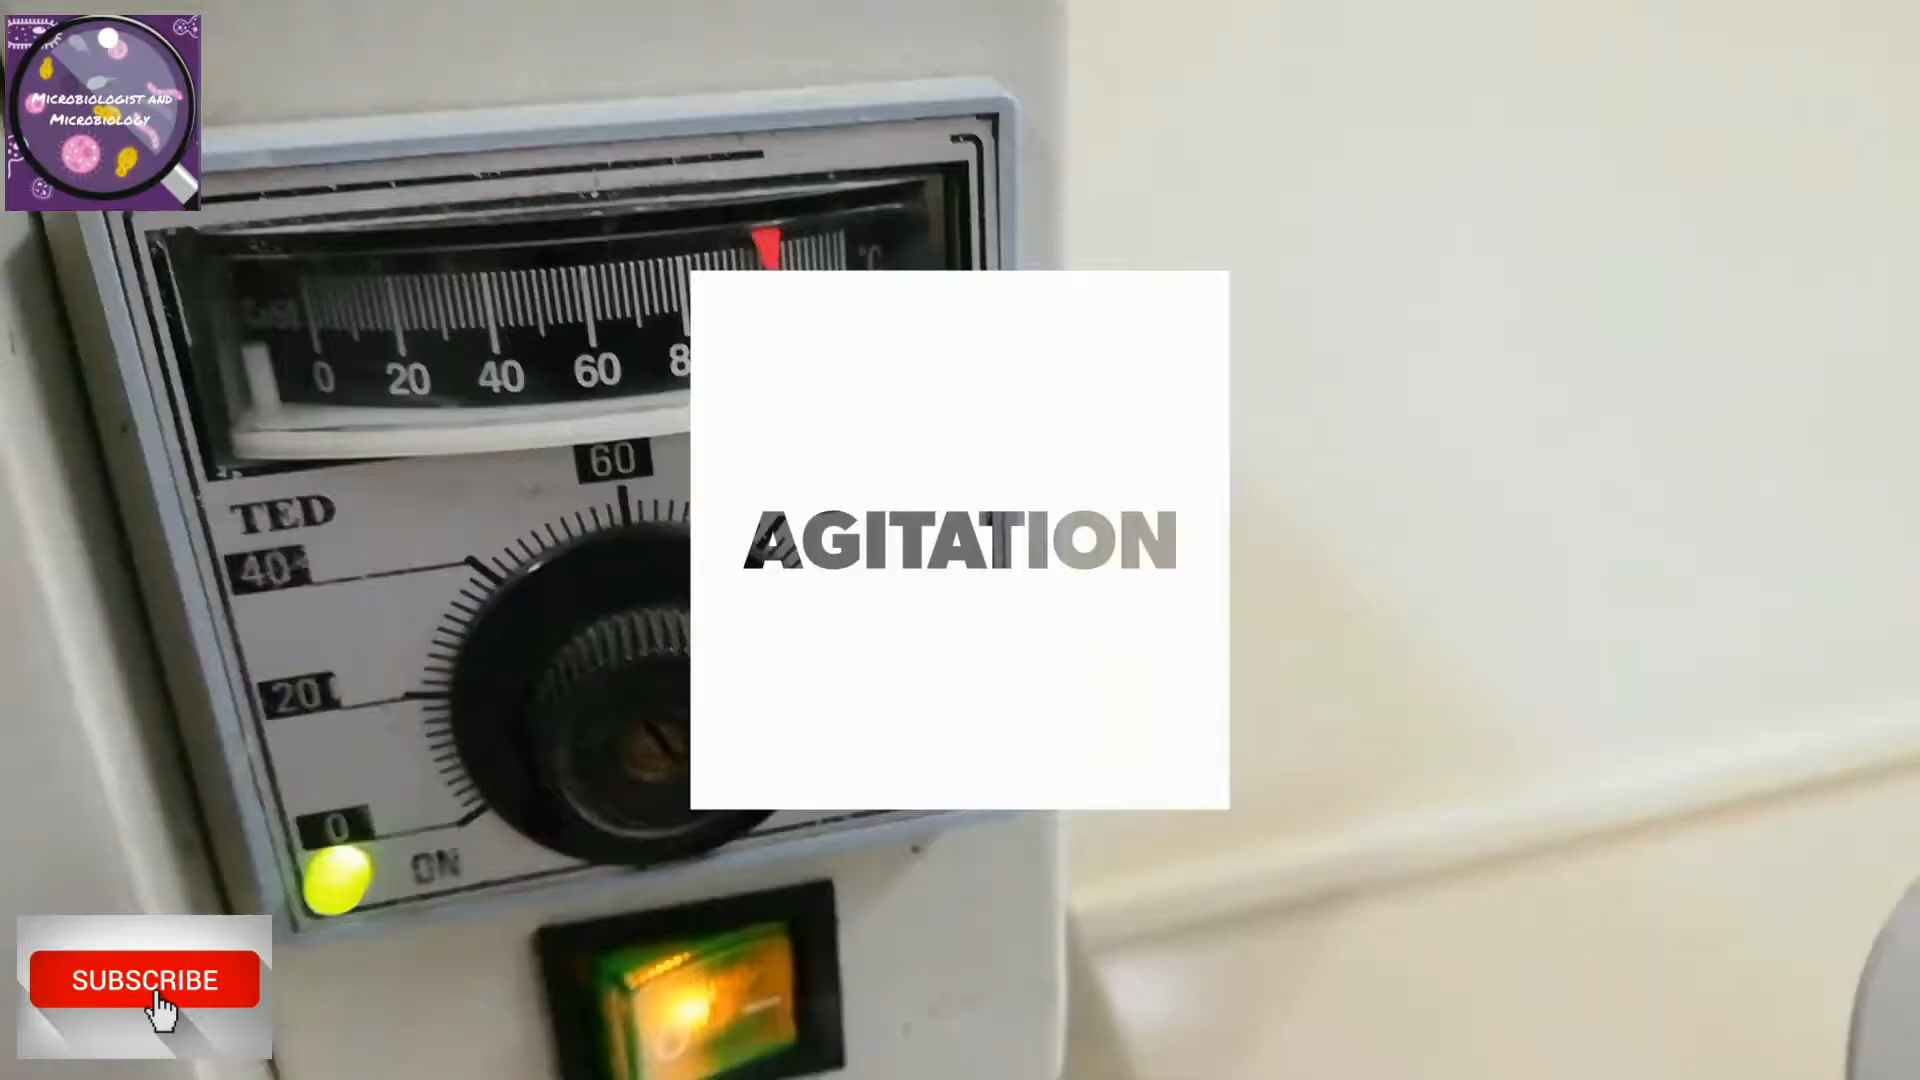 MICROBIOLOGIST AND
MICROBIOLOGY
°C
0 20 40 60 8
60
TED
40
20
0
ON
AGITATION
SUBSCRIBE